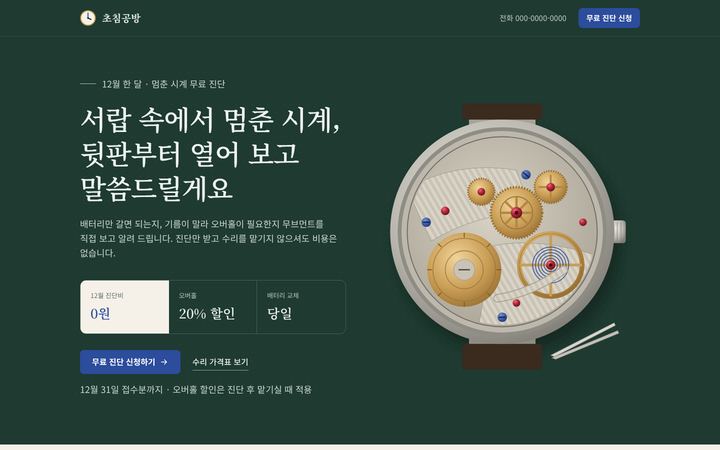 초침공방
전화 000-0000-0000
무료 진단 신청
12월 한 달 · 멈춘 시계 무료 진단
서랍 속에서 멈춘 시계,
뒷판부터 열어 보고
말씀드릴게요
배터리만 갈면 되는지, 기름이 말라 오버홀이 필요한지 무브먼트를
직접 보고 알려 드립니다. 진단만 받고 수리를 맡기지 않으셔도 비용은
없습니다.
12월 진단비
0원
오버홀
20% 할인
배터리 교체
당일
무료 진단 신청하기 →
수리 가격표 보기
12월 31일 접수분까지 · 오버홀 할인은 진단 후 맡기실 때 적용